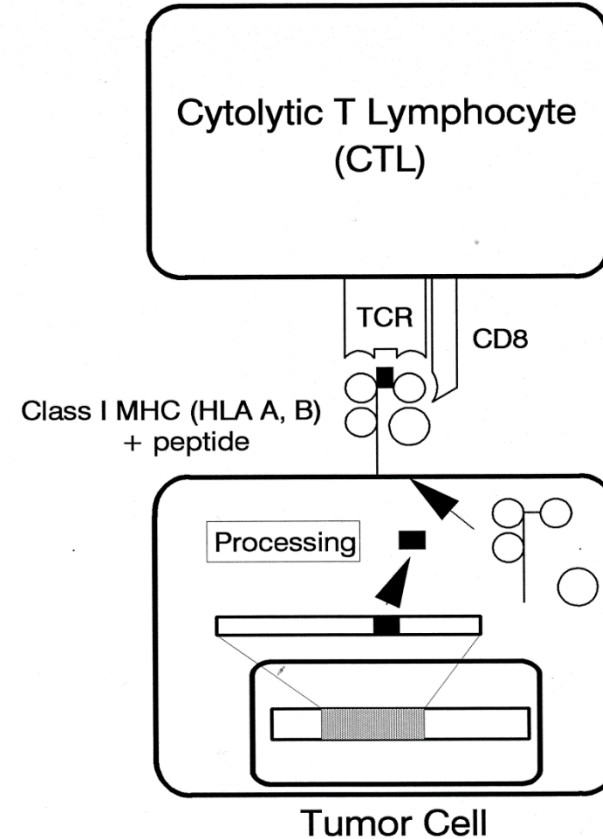 Cytolytic T Lymphocyte
(CTL)
TCR
CD8
Class I MHC (HLA A, B)
+ peptide
Processing
Tumor Cell